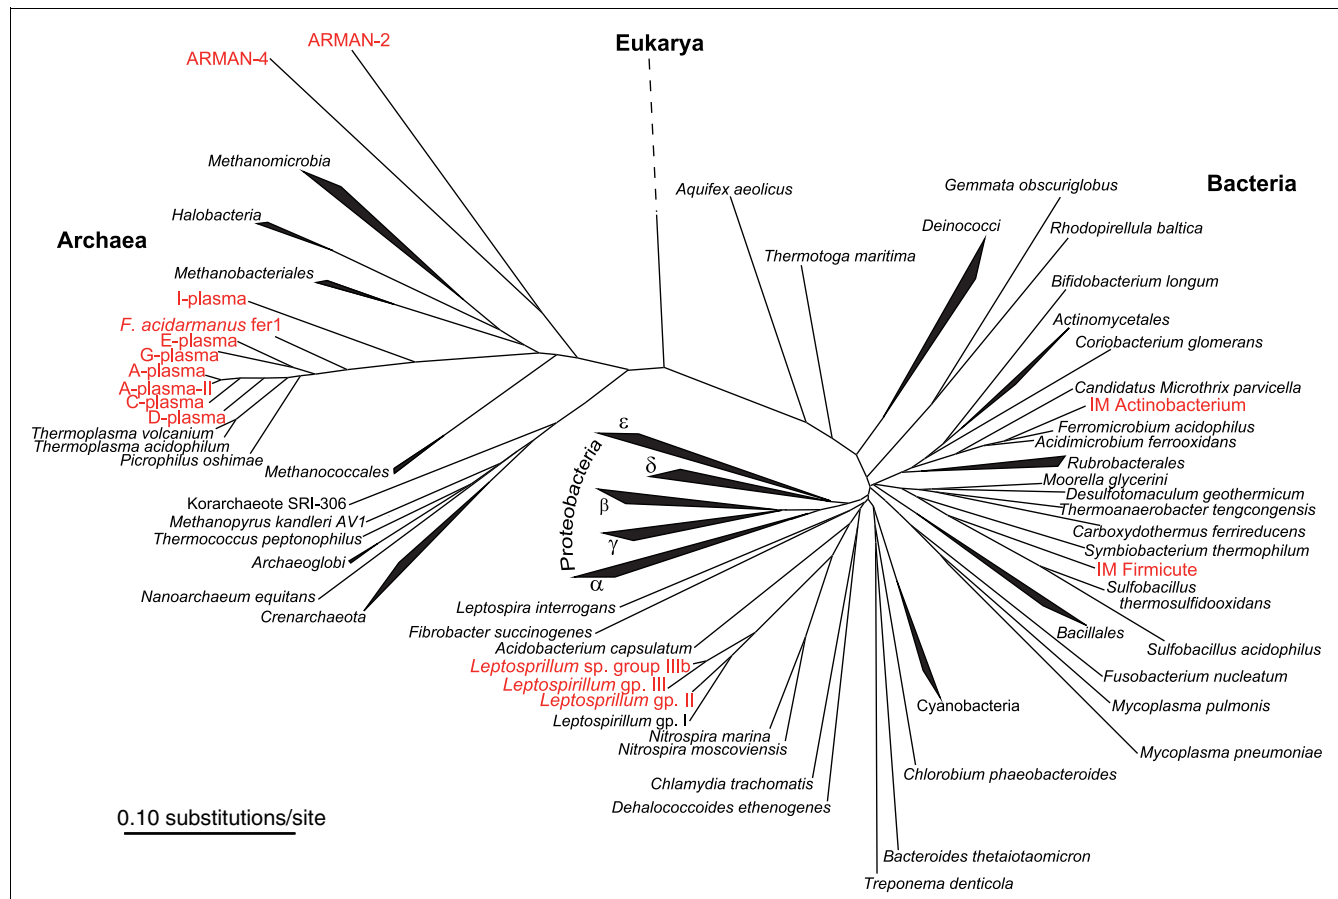 ARMAN-2
ARMAN-4
Eukarya
Methanomicrobia
Halobacteria
Archaea
Methanobacteriales
I-plasma
F. acidarmanus fer1
E-plasma
G-plasma
A-plasma
A-plasma-II
C-plasma
D-plasma
Thermoplasma volcanium
Thermoplasma acidophilum
Picrophilus oshimae
Methanococcales
Korarchaeote SRI-306
Methanopyrus kandleri AV1
Thermococcus peptonophilus
Archaeoglobi
Nanoarchaeum equitans
Crenarchaeota
Aquifex aeolicus
Thermotoga maritima
Gemmata obscuriglobus
Bacteria
Deinococci
Rhodopirellula baltica
Bifidobacterium longum
Actinomycetales
Coriobacterium glomerans
Candidatus Microthrix parvicella
IM Actinobacterium
Ferromicrobium acidophilus
Acidimicrobium ferrooxidans
Rubrobacterales
Moorella glycerini
Desulfotomaculum geothermicum
Thermoanaerobacter tengcongensis
Carboxydothermus ferrireducens
Symbiobacterium thermophilum
IM Firmicute
Sulfobacillus
thermosulfidooxidans
Bacillales
Sulfobacillus acidophilus
Fusobacterium nucleatum
Mycoplasma pulmonis
Mycoplasma pneumoniae
Cyanobacteria
Chlorobium phaeobacteroides
Bacteroides thetaiotaomicron
Treponema denticola
Proteobacteria
ε
δ
β
γ
α
Leptospira interrogans
Fibrobacter succinogenes
Acidobacterium capsulatum
Leptosprillum sp. group IIIb
Leptospirillum gp. III
Leptosprillum gp. II
Leptospirillum gp. I
Nitrospira marina
Nitrospira moscoviensis
Chlamydia trachomatis
Dehalococcoides ethenogenes
0.10 substitutions/site